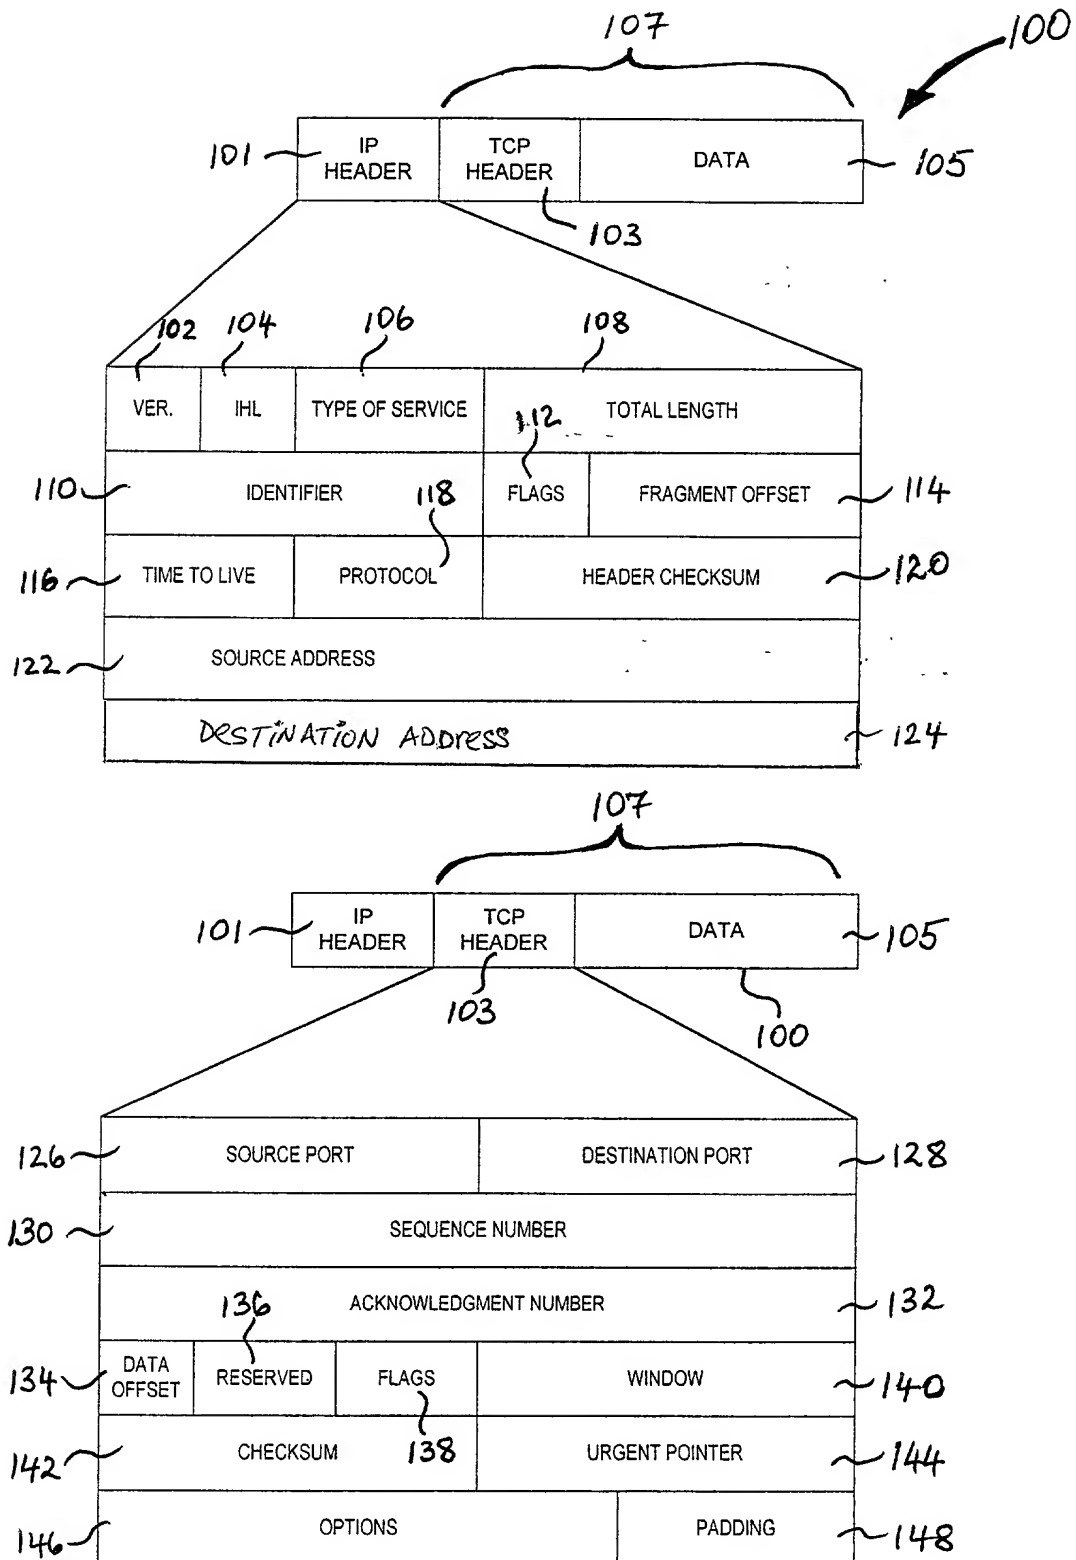 107
100
101
IP
HEADER
TCP
HEADER
DATA
105
103
102
104
106
108
VER.
IHL
TYPE OF SERVICE
TOTAL LENGTH
112
110
IDENTIFIER
118
FLAGS
FRAGMENT OFFSET
114
116
TIME TO LIVE
PROTOCOL
HEADER CHECKSUM
120
122
SOURCE ADDRESS
DESTINATION ADDRESS
124
107
101
IP
HEADER
TCP
HEADER
DATA
105
103
100
126
SOURCE PORT
DESTINATION PORT
128
130
SEQUENCE NUMBER
ACKNOWLEDGMENT NUMBER
132
136
134
DATA
OFFSET
RESERVED
FLAGS
WINDOW
140
138
142
CHECKSUM
URGENT POINTER
144
146
OPTIONS
PADDING
148